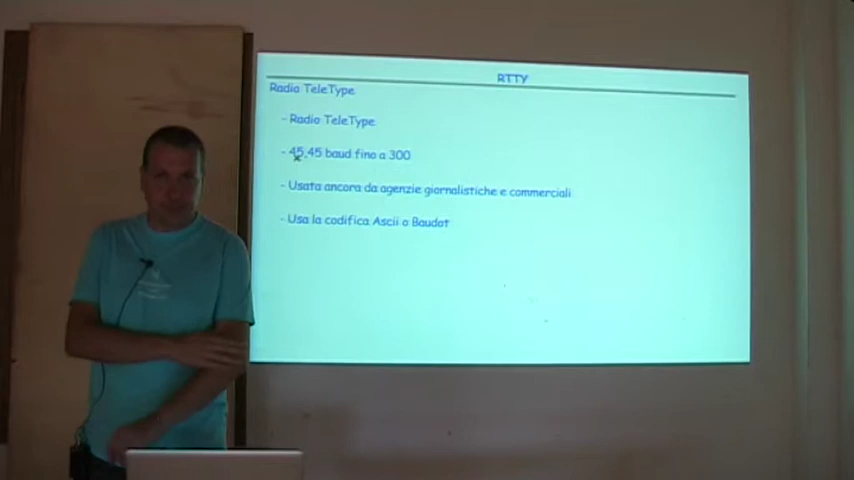 RTTY
Radio TeleType
- Radio TeleType
- 45.45 baud fino a 300
- Usata ancora da agenzie giornalistiche e commerciali
- Usa la codifica Ascii o Baudot